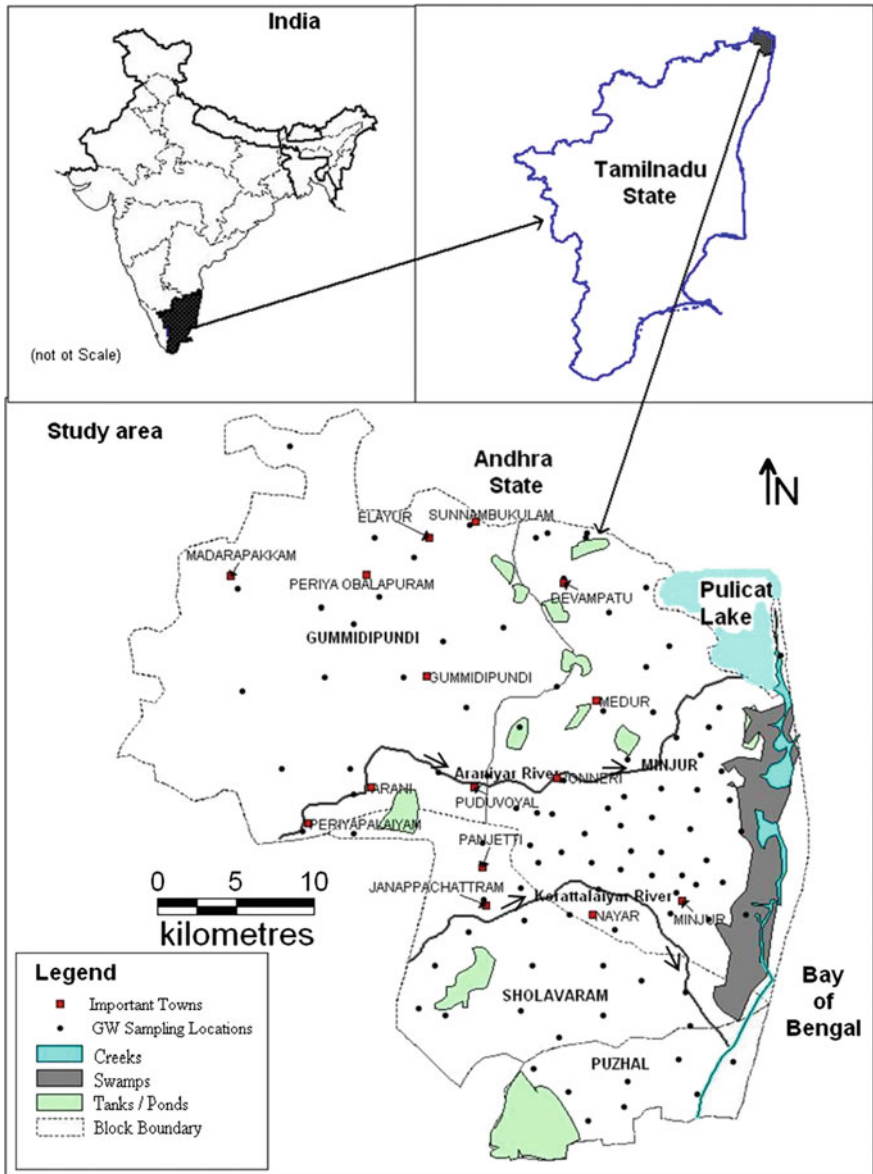 India
(not ot Scale)
Tamilnadu
State
Study area
Andhra
State
N
ELAYUR
SUNNAMBUKULAM
MADARAPAKKAM
PERIYA OBALAPURAM
DEVAMPATU
Pulicat
Lake
GUMMIDIPUNDI
GUMMIDIPUNDI
MEDUR
Araniyar River
PONNERI
MINJUR
ARANI
PUDUVOYAL
PERIYAPALAIYAM
PANJETTI
JANAPPACHATTRAM
Korattalaiyar River
NAYAR
MINJUR
0 5 10
kilometres
SHOLAVARAM
Bay
of
Bengal
PUZHAL
Legend
Important Towns
GW Sampling Locations
Creeks
Swamps
Tanks / Ponds
Block Boundary